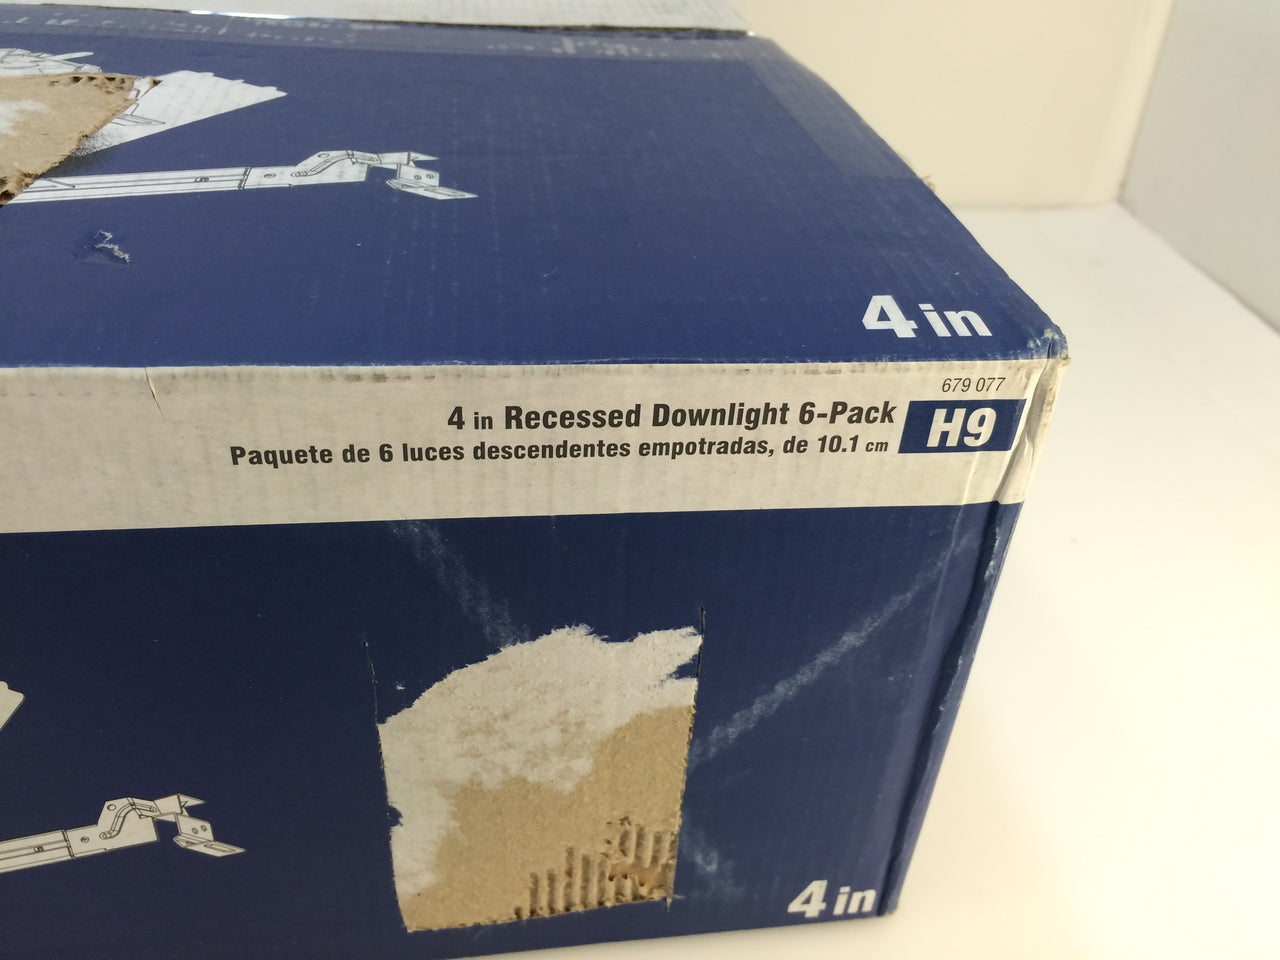 4 in
679 077
4 in Recessed Downlight 6-Pack
H9
Paquete de 6 luces descendentes empotradas, de 10.1 cm
4 in